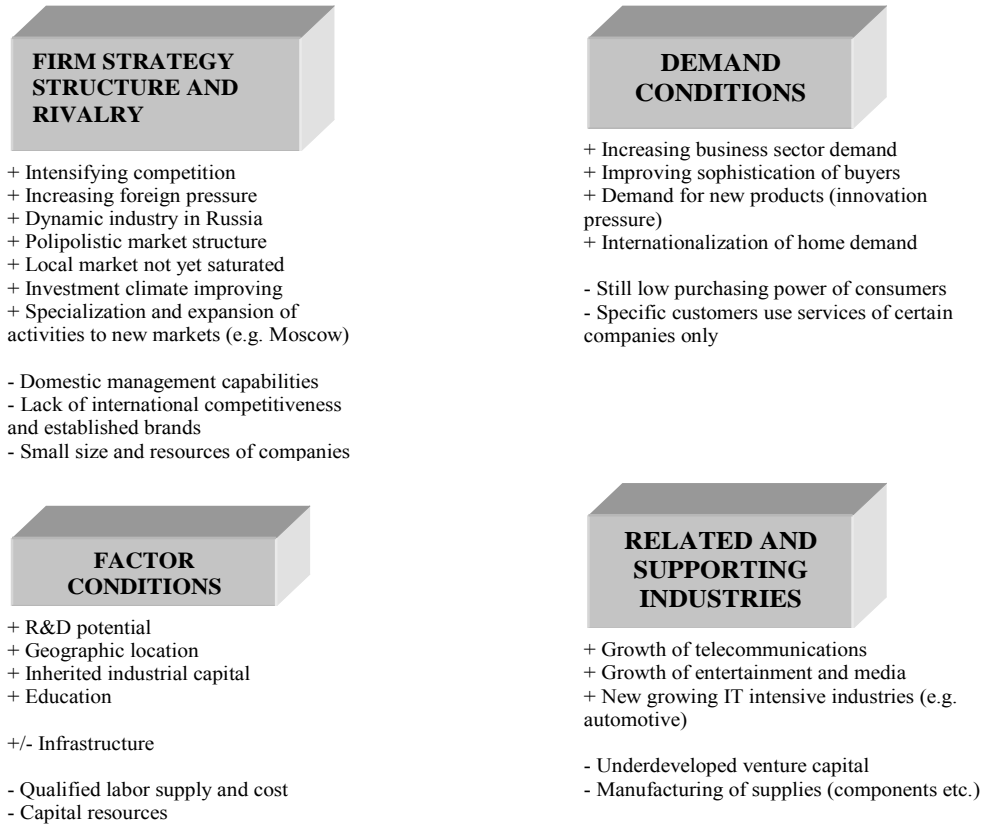 FIRM STRATEGY
STRUCTURE AND
RIVALRY
+ Intensifying competition
+ Increasing foreign pressure
+ Dynamic industry in Russia
+ Polipolistic market structure
+ Local market not yet saturated
+ Investment climate improving
+ Specialization and expansion of
activities to new markets (e.g. Moscow)
- Domestic management capabilities
- Lack of international competitiveness
and established brands
- Small size and resources of companies
DEMAND
CONDITIONS
+ Increasing business sector demand
+ Improving sophistication of buyers
+ Demand for new products (innovation
pressure)
+ Internationalization of home demand
- Still low purchasing power of consumers
- Specific customers use services of certain
companies only
FACTOR
CONDITIONS
+ R&D potential
+ Geographic location
+ Inherited industrial capital
+ Education
+/- Infrastructure
- Qualified labor supply and cost
- Capital resources
RELATED AND
SUPPORTING
INDUSTRIES
+ Growth of telecommunications
+ Growth of entertainment and media
+ New growing IT intensive industries (e.g.
automotive)
- Underdeveloped venture capital
- Manufacturing of supplies (components etc.)